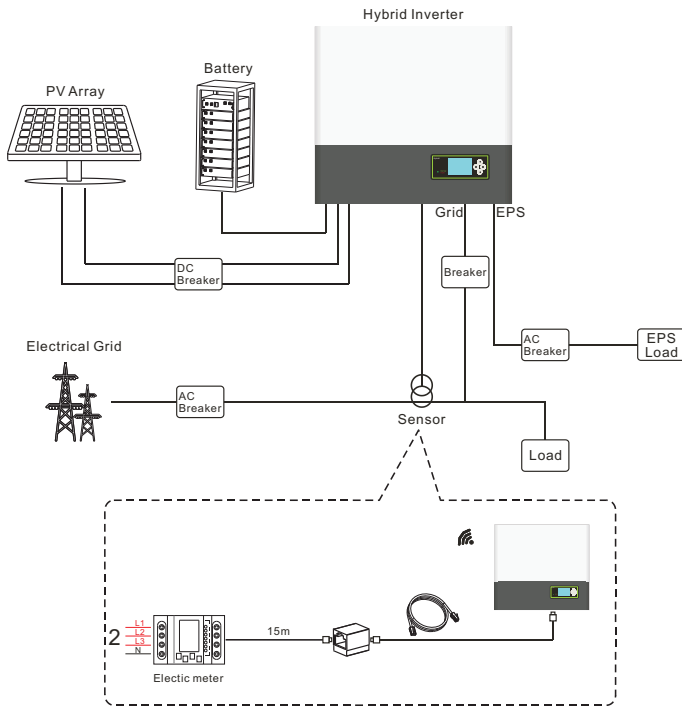 Hybrid Inverter
Battery
PV Array
Grid
EPS
DC
Breaker
Breaker
AC
Breaker
EPS
Load
Electrical Grid
AC
Breaker
Sensor
Load
2
L1
L2
L3
N
15m
Electic meter